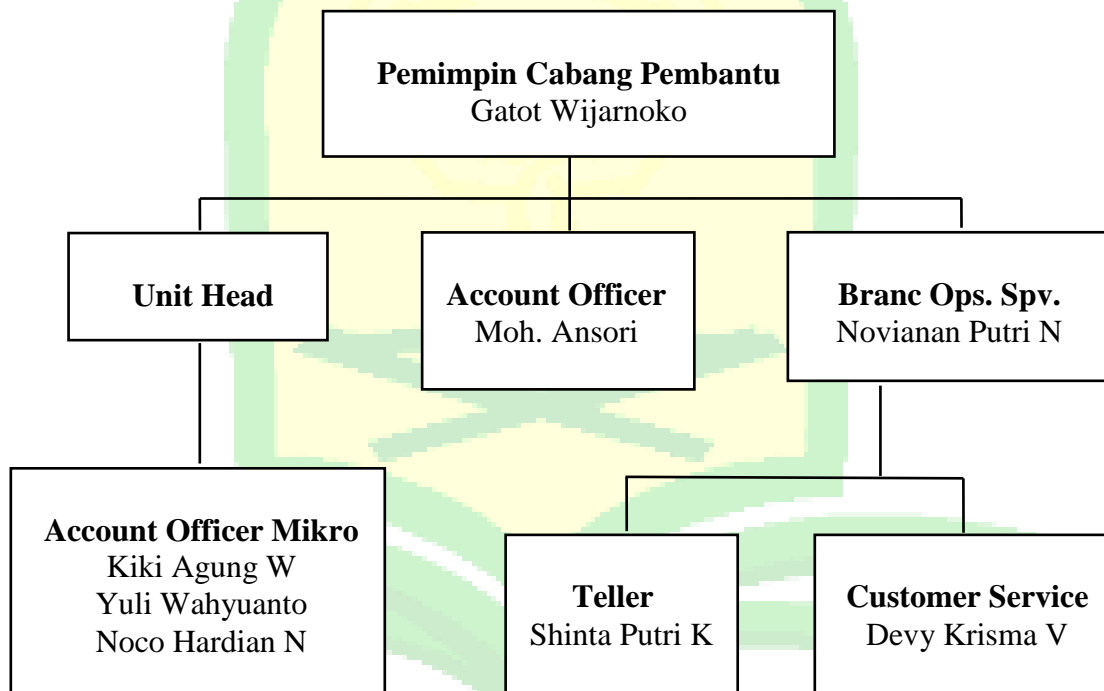 Pemimpin Cabang Pembantu
Gatot Wijarnoko
Unit Head
Account Officer
Moh. Ansori
Branc Ops. Spv.
Novianan Putri N
Account Officer Mikro
Kiki Agung W
Yuli Wahyuanto
Noco Hardian N
Teller
Shinta Putri K
Customer Service
Devy Krisma V